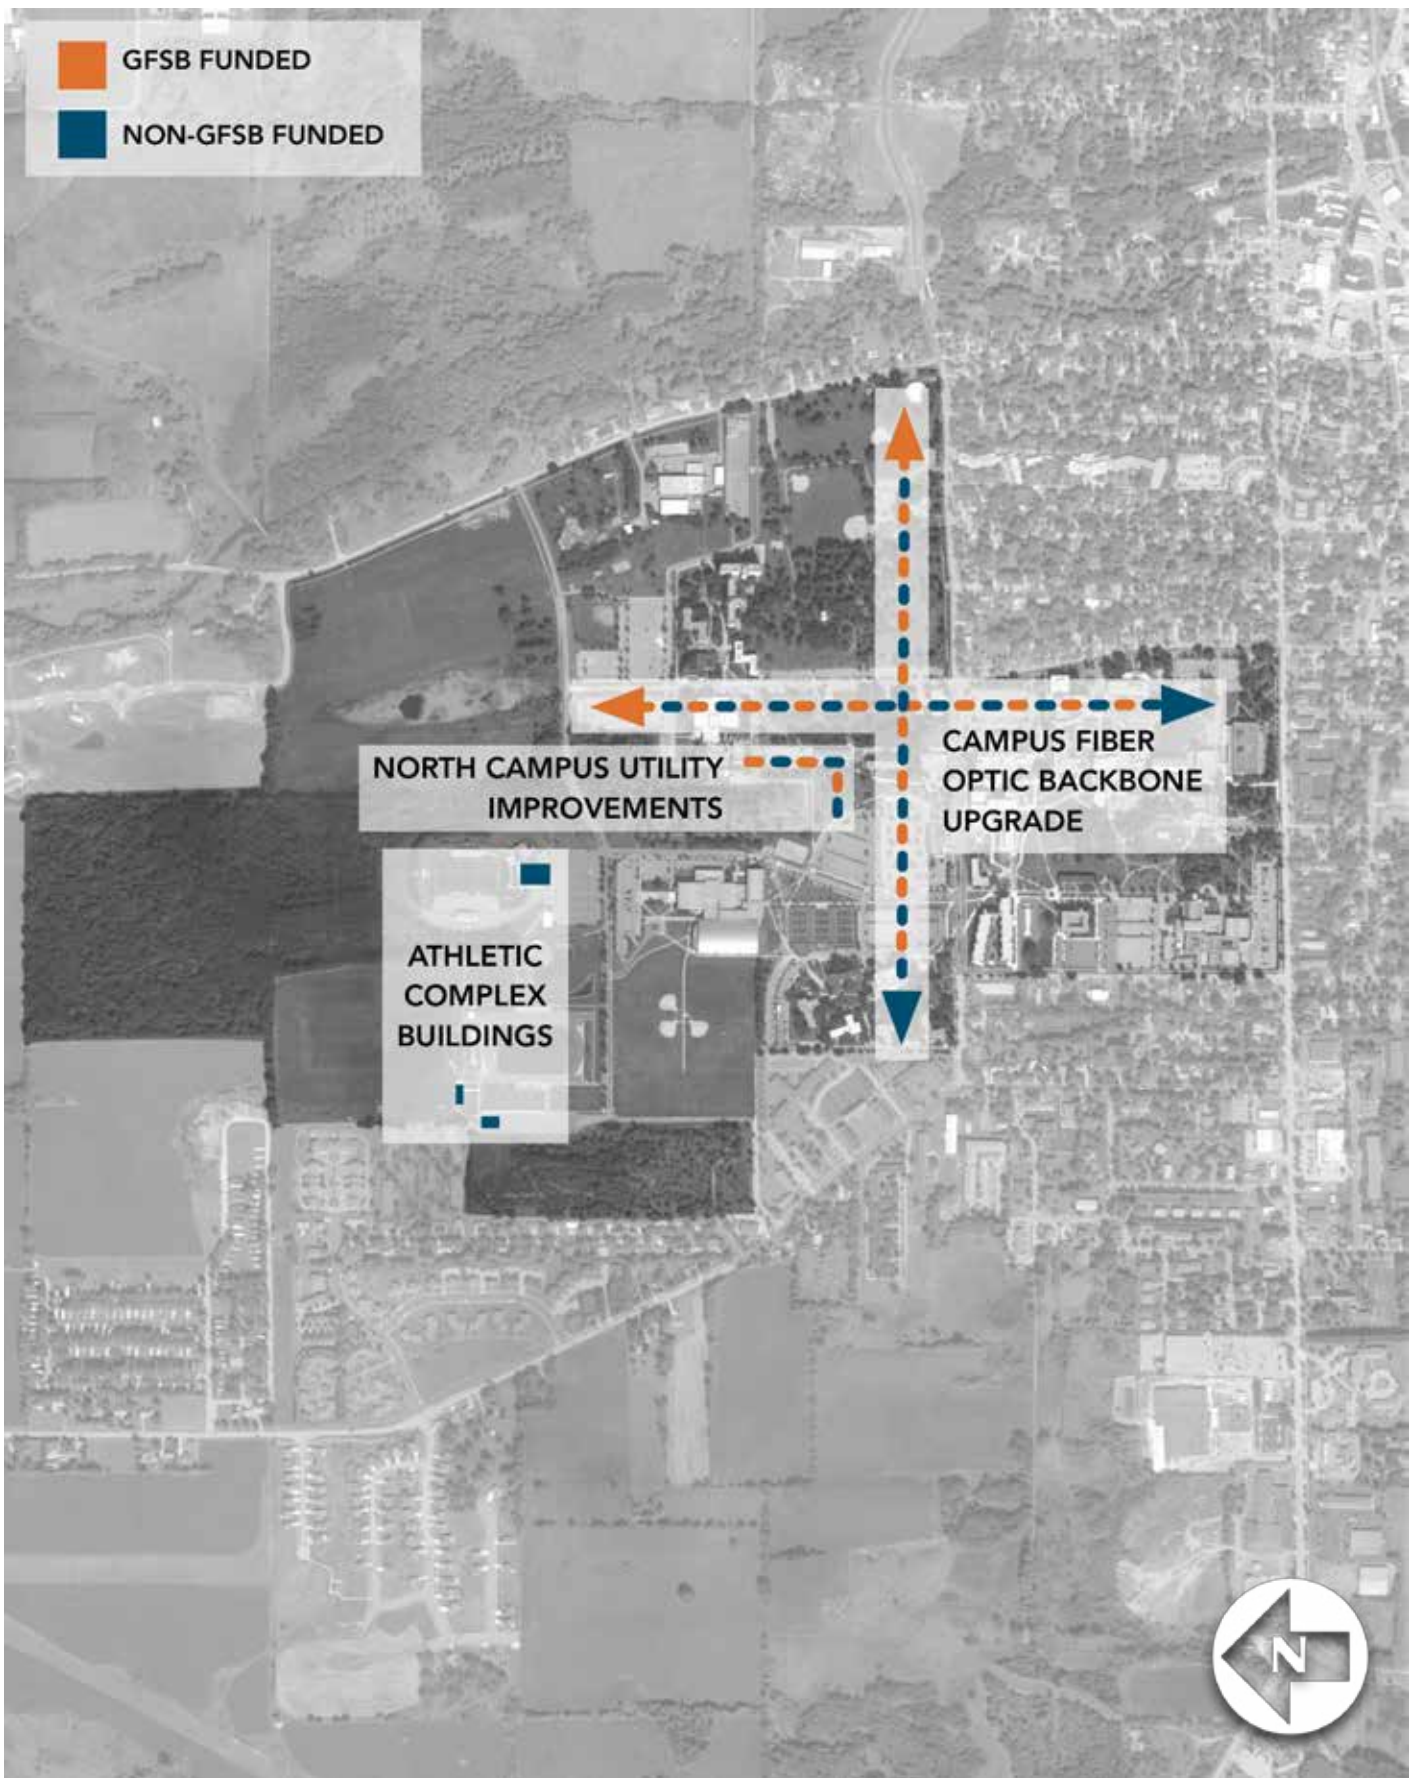 GFSB FUNDED
NON-GFSB FUNDED
CAMPUS FIBER
OPTIC BACKBONE
UPGRADE
NORTH CAMPUS UTILITY
IMPROVEMENTS
ATHLETIC
COMPLEX
BUILDINGS
N